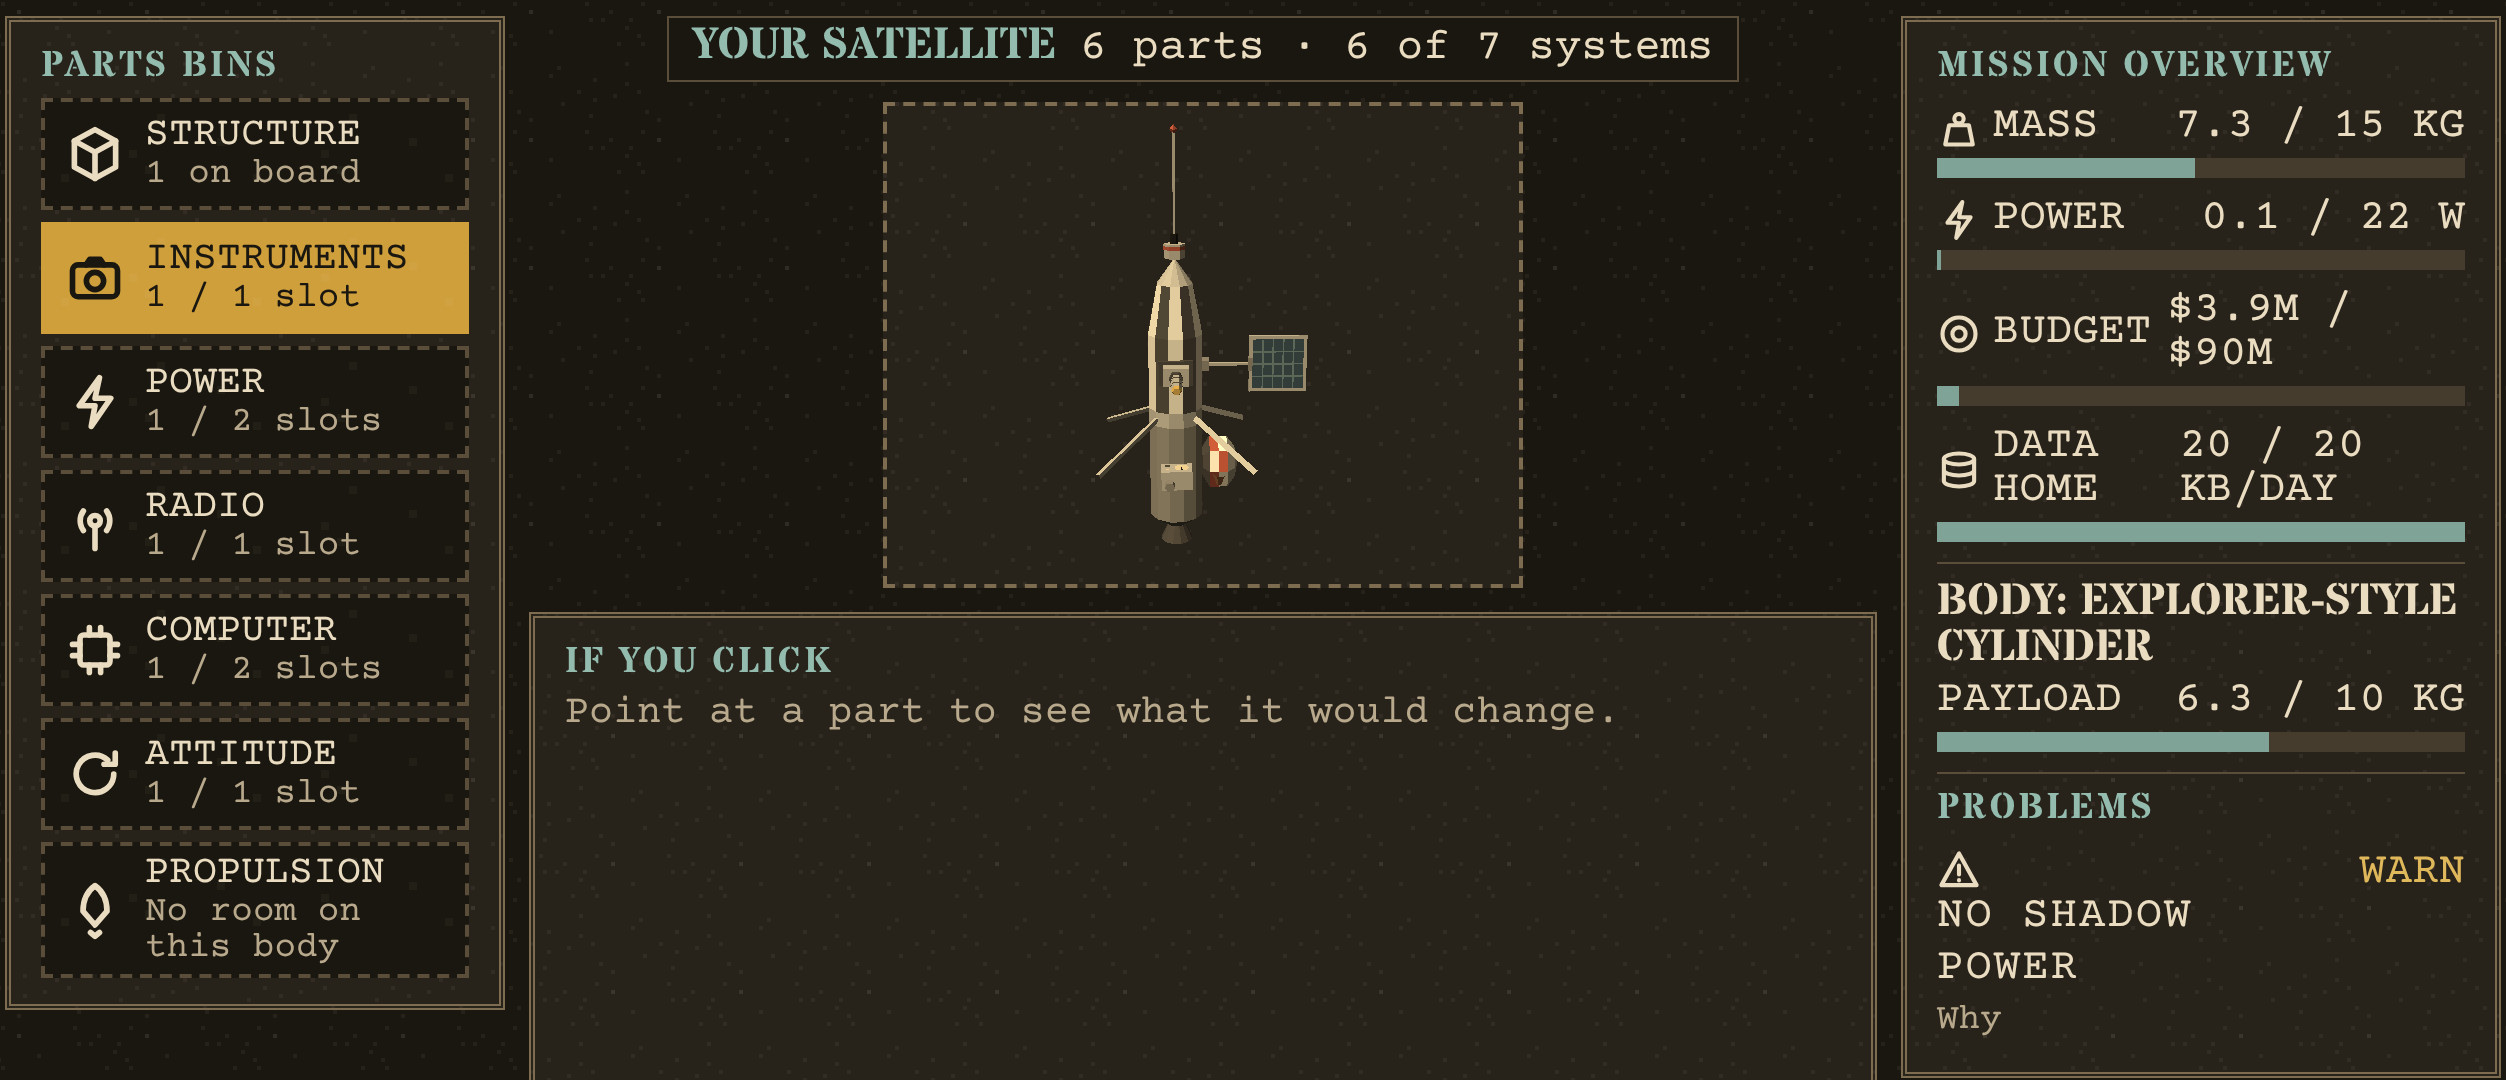 PARTS BINS
STRUCTURE
1 on board
INSTRUMENTS
1 / 1 slot
POWER
1 / 2 slots
RADIO
1 / 1 slot
COMPUTER
1 / 2 slots
ATTITUDE
1 / 1 slot
PROPULSION
No room on
this body
YOUR SATELLITE 6 parts · 6 of 7 systems
IF YOU CLICK
Point at a part to see what it would change.
MISSION OVERVIEW
MASS 7.3 / 15 KG
POWER 0.1 / 22 W
BUDGET $3.9M /
$90M
DATA 20 / 20
HOME KB/DAY
BODY: EXPLORER-STYLE
CYLINDER
PAYLOAD 6.3 / 10 KG
PROBLEMS
WARN
NO SHADOW
POWER
Why